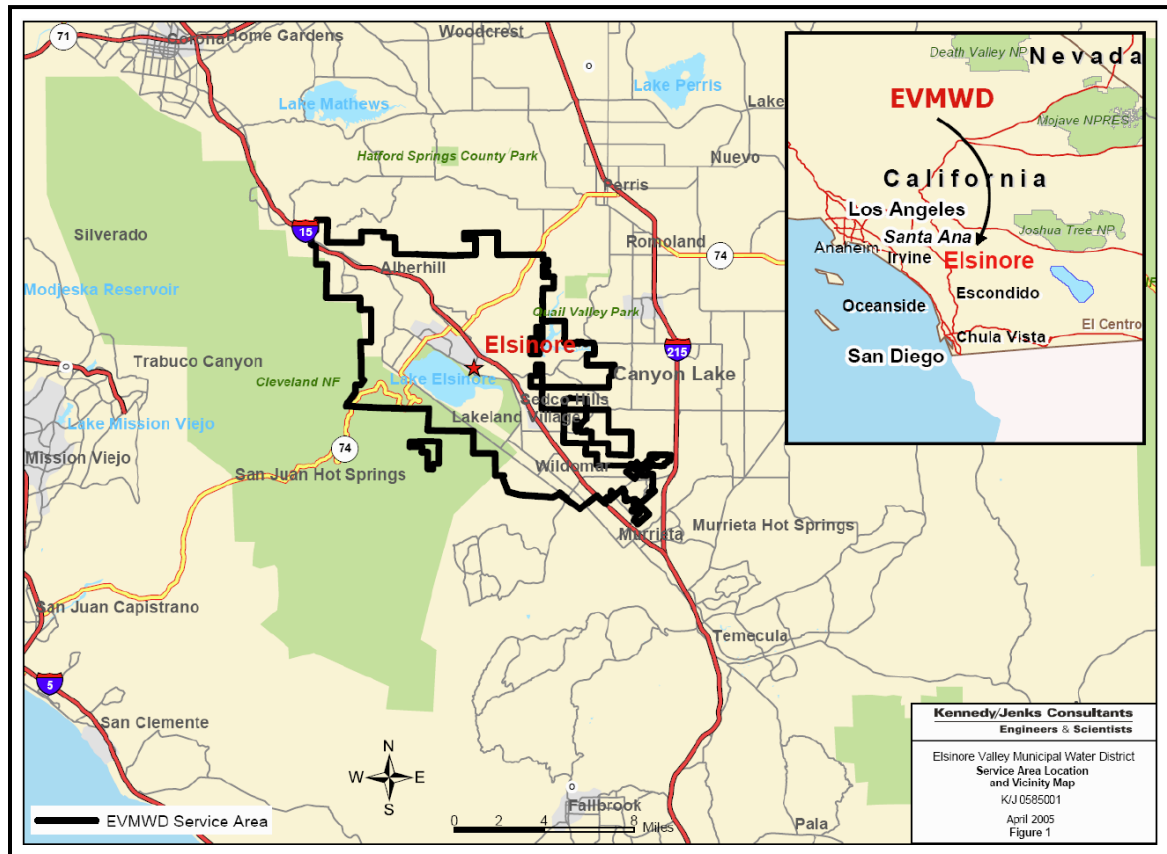 71
Corona
Home Gardens
Woodcrest
Lake Mathews
Lake Perris
Lake
Hatford Springs County Park
Nuevo
Perris
Silverado
15
Romoland
74
Alberhill
Modjeska Reservoir
Quail Valley Park
Elsinore
215
Trabuco Canyon
Cleveland NF
Lake Elsinore
Canyon Lake
Sedco Hills
Lakeland Village
Lake Mission Viejo
74
Mission Viejo
San Juan Hot Springs
Wildomar
Murrieta Hot Springs
Murrieta
San Juan Capistrano
Temecula
5
San Clemente
N
W E
S
Fallbrook
Pala
EVMWD Service Area
0 2 4 8 Miles
Death Valley NP
Nevada
EVMWD
Mojave NPRES
California
Los Angeles
Santa Ana
Joshua Tree NP
Anaheim
Irvine
Elsinore
Escondido
Oceanside
El Centro
Chula Vista
San Diego
Kennedy/Jenks Consultants
Engineers & Scientists
Elsinore Valley Municipal Water District
Service Area Location
and Vicinity Map
K/J 0585001
April 2005
Figure 1